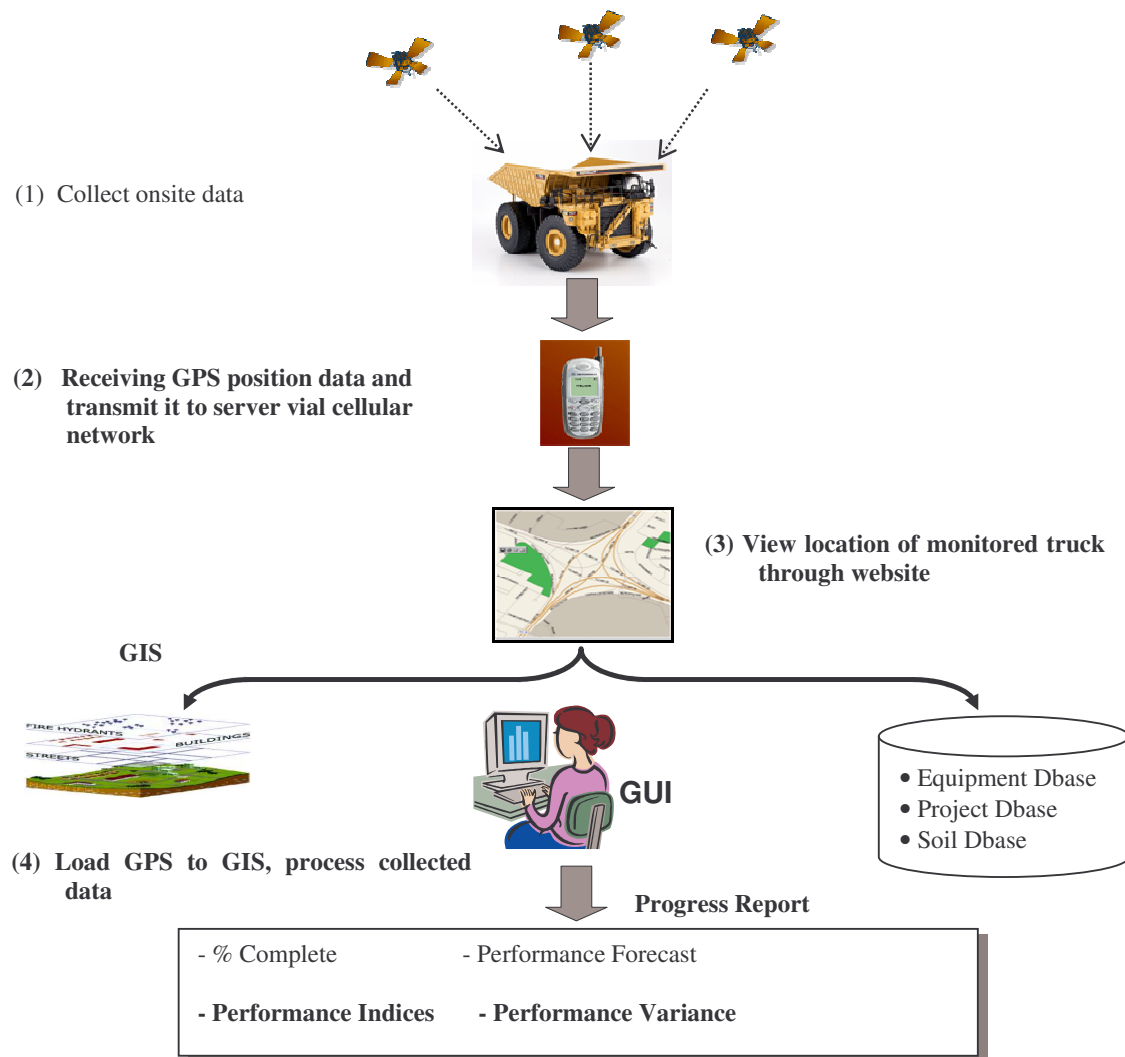 (1) Collect onsite data
(2) Receiving GPS position data and
transmit it to server vial cellular
network
(3) View location of monitored truck
through website
GIS
FIRE HYDRANTS
BUILDINGS
STREETS
GUI
• Equipment Dbase
• Project Dbase
• Soil Dbase
(4) Load GPS to GIS, process collected
data
Progress Report
- % Complete - Performance Forecast
- Performance Indices - Performance Variance